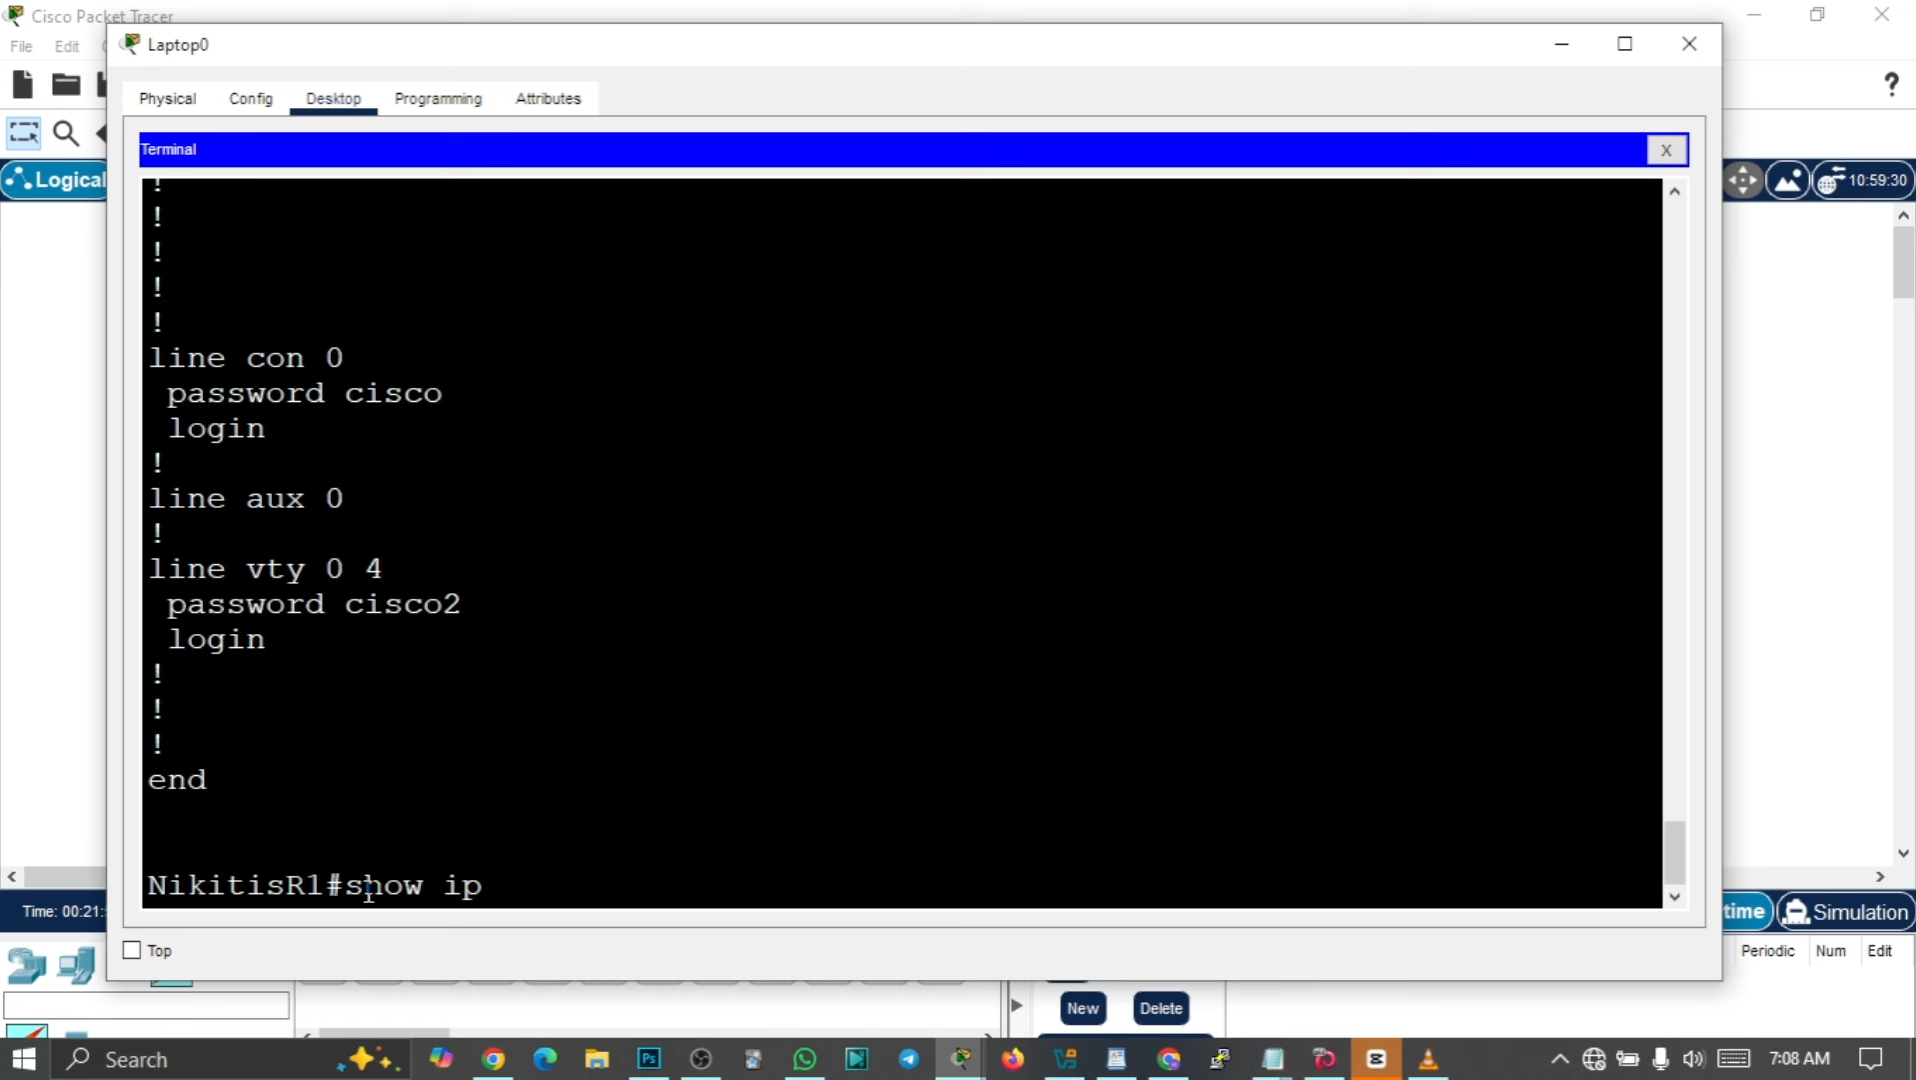 Cisco Packet Tracer
File Edit
Laptop0
Physical Config Desktop Programming Attributes
Terminal
X
Logical
10:59:30
!
!
!
!
!
line con 0
password cisco
login
!
line aux 0
!
line vty 0 4
password cisco2
login
!
!
!
end
NikitisR1#show ip
Time: 00:21:
time
Simulation
Top
Periodic Num Edit
New Delete
Search
7:08 AM